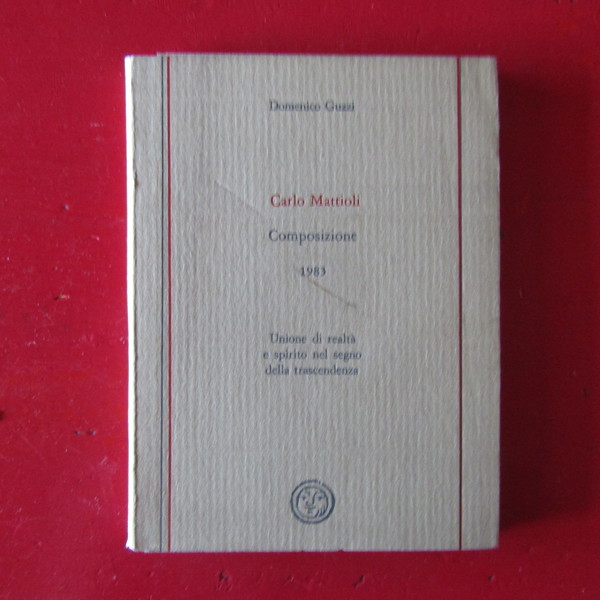 Domenico Guzzi
Carlo Mattioli
Composizione
1983
Unione di realtà
e spirito nel segno
della trascendenza